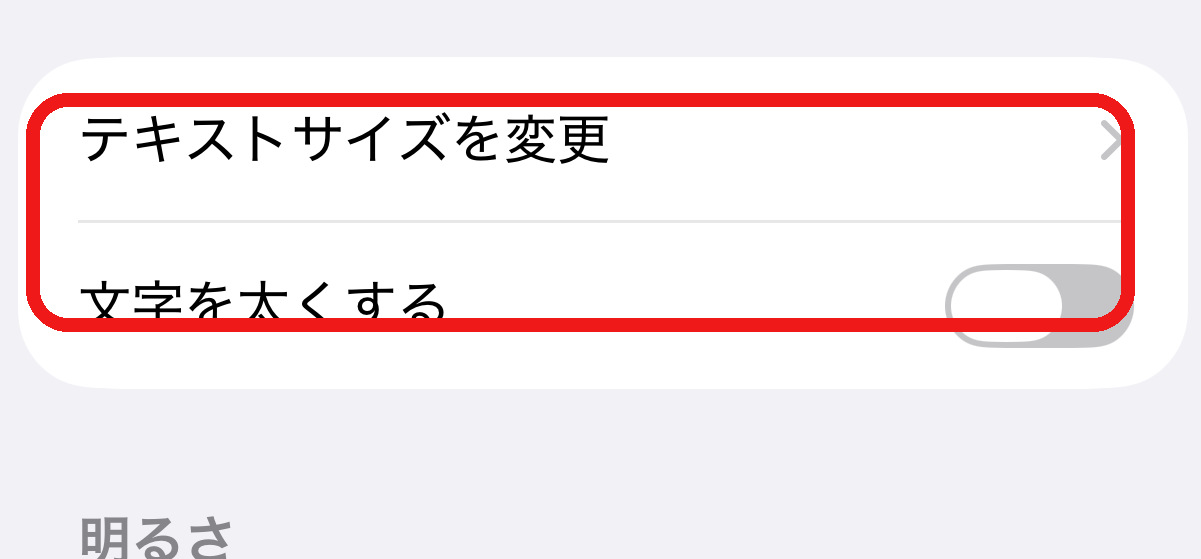 テキストサイズを変更
文字を太くする
明るさ